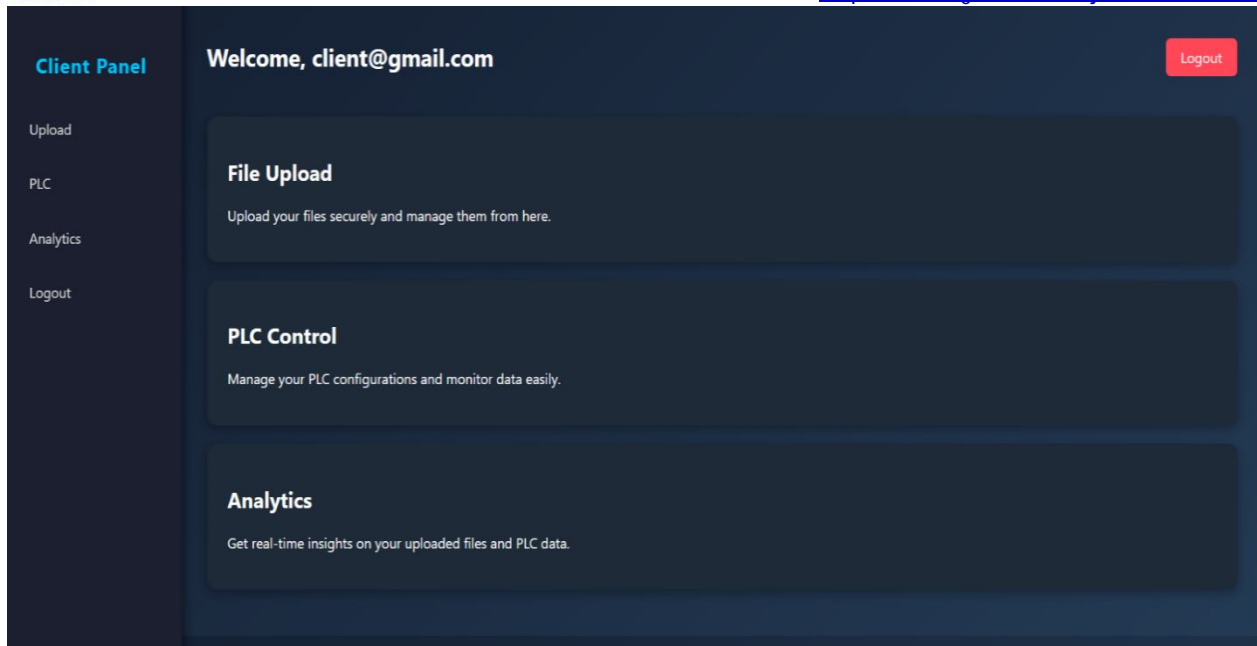 Client Panel
Upload
PLC
Analytics
Logout
Welcome, client@gmail.com
Logout
File Upload
Upload your files securely and manage them from here.
PLC Control
Manage your PLC configurations and monitor data easily.
Analytics
Get real-time insights on your uploaded files and PLC data.